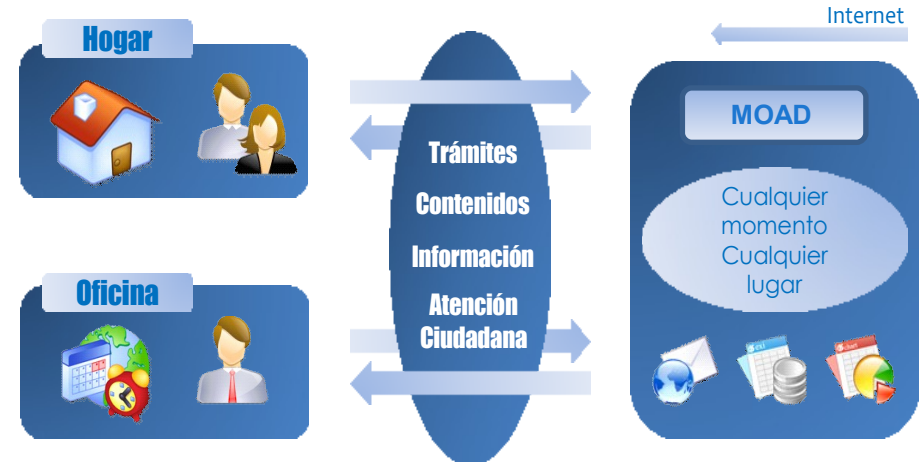 Internet
Hogar
MOAD
Trámites
Contenidos
Información
Atención
Ciudadana
Cualquier
momento
Cualquier
lugar
Oficina